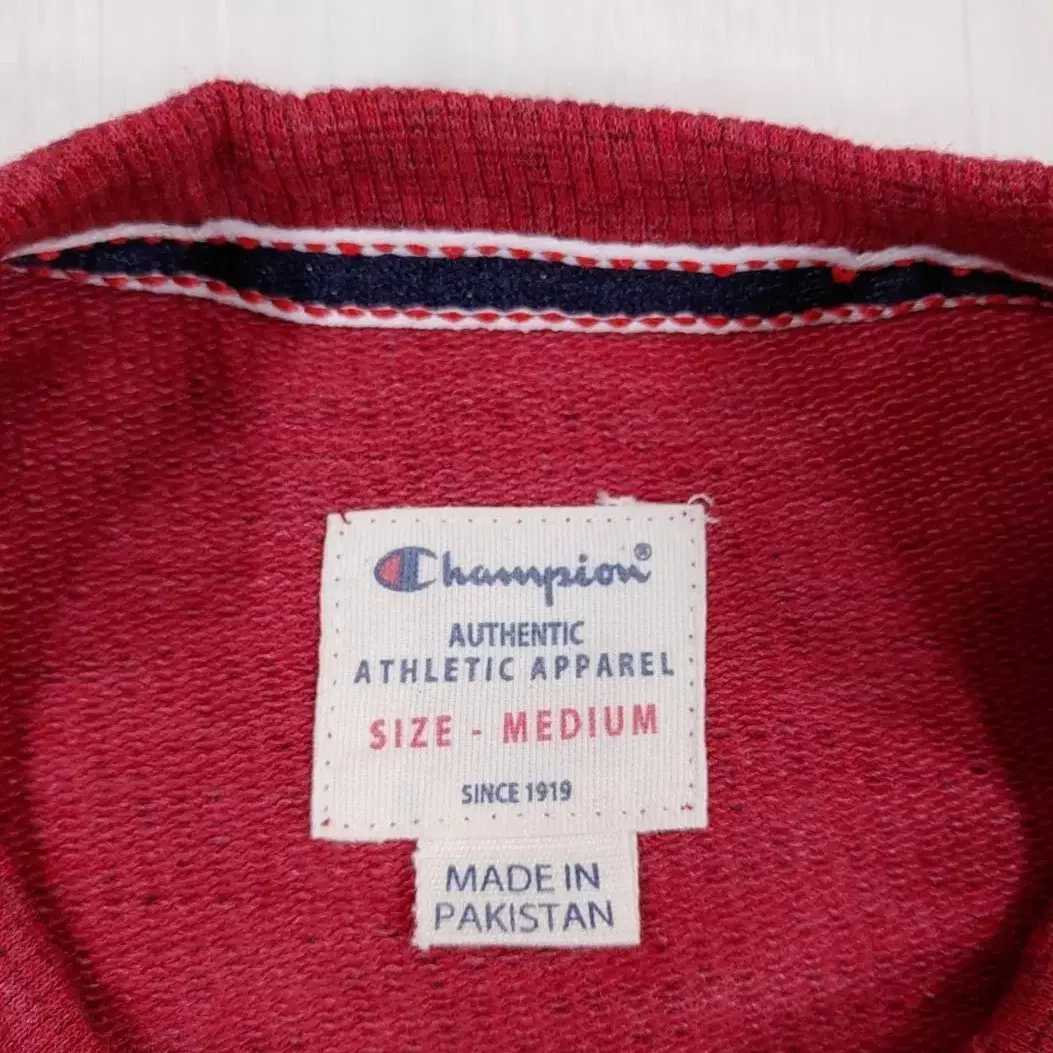 Champion®
AUTHENTIC
ATHLETIC APPAREL
SIZE - MEDIUM
SINCE 1919
MADE IN
PAKISTAN